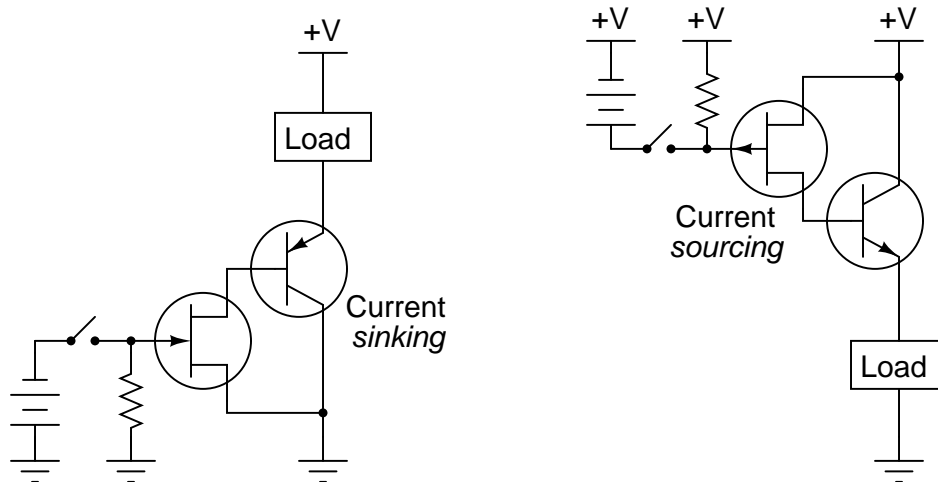 +V
Load
Current
sinking
+V +V +V
Current
sourcing
Load